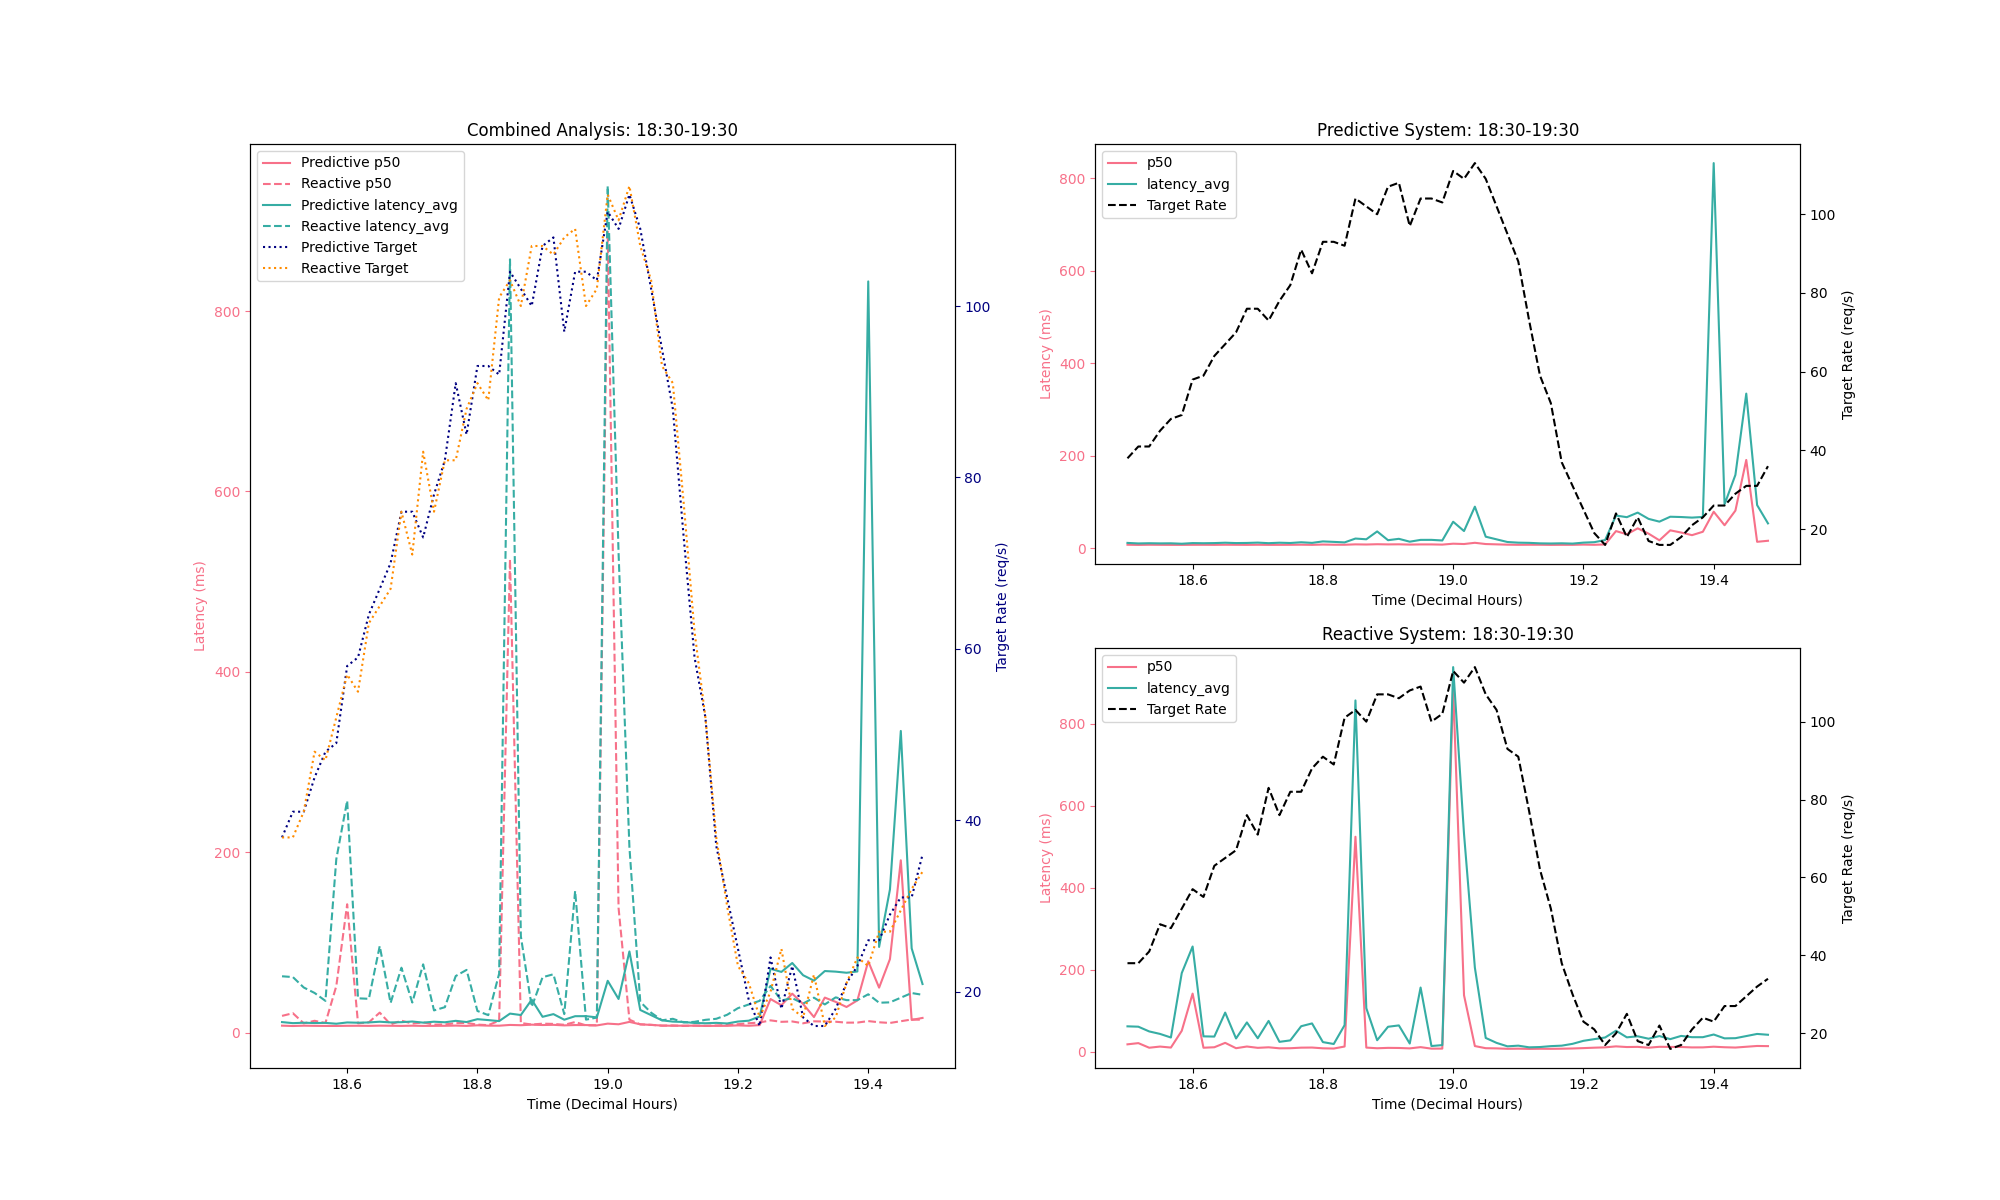 Combined Analysis: 18:30-19:30
Predictive p50
Reactive p50
Predictive latency_avg
Reactive latency_avg
Predictive Target
Reactive Target
800
600
400
200
0
Latency (ms)
100
80
60
40
20
Target Rate (req/s)
18.6 18.8 19.0 19.2 19.4
Time (Decimal Hours)
Predictive System: 18:30-19:30
p50
latency_avg
Target Rate
800
600
400
200
0
Latency (ms)
100
80
60
40
20
Target Rate (req/s)
18.6 18.8 19.0 19.2 19.4
Time (Decimal Hours)
Reactive System: 18:30-19:30
p50
latency_avg
Target Rate
800
600
400
200
0
Latency (ms)
100
80
60
40
20
Target Rate (req/s)
18.6 18.8 19.0 19.2 19.4
Time (Decimal Hours)